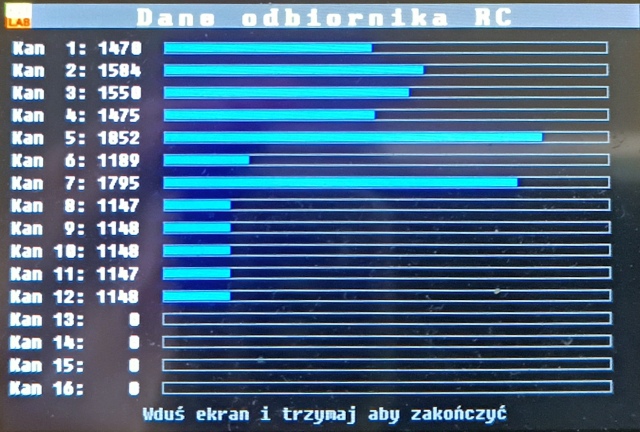 LAB
Dane odbiornika RC
Kan 1: 1470
Kan 2: 1584
Kan 3: 1550
Kan 4: 1475
Kan 5: 1852
Kan 6: 1189
Kan 7: 1795
Kan 8: 1147
Kan 9: 1148
Kan 10: 1148
Kan 11: 1147
Kan 12: 1148
Kan 13: 0
Kan 14: 0
Kan 15: 0
Kan 16: 0
Wduś ekran i trzymaj aby zakończyć